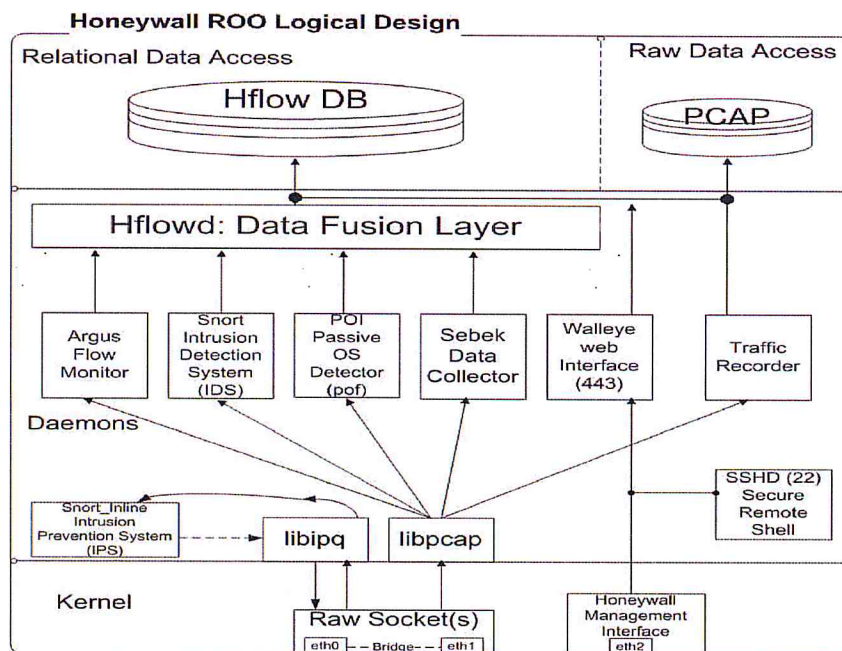 Honeywall ROO Logical Design
Relational Data Access
Raw Data Access
Hflow DB
PCAP
Hflowd: Data Fusion Layer
Argus
Flow
Monitor
Snort
Intrusion
Detection
System
(IDS)
POI
Passive
OS
Detector
(pof)
Sebek
Data
Collector
Walleye
web
Interface
(443)
Traffic
Recorder
Daemons
SSHD (22)
Secure
Remote
Shell
Snort_Inline
Intrusion
Prevention System
(IPS)
libipq
libpcap
Kernel
Raw Socket(s)
eth0
Bridge
eth1
Honeywall
Management
Interface
eth2